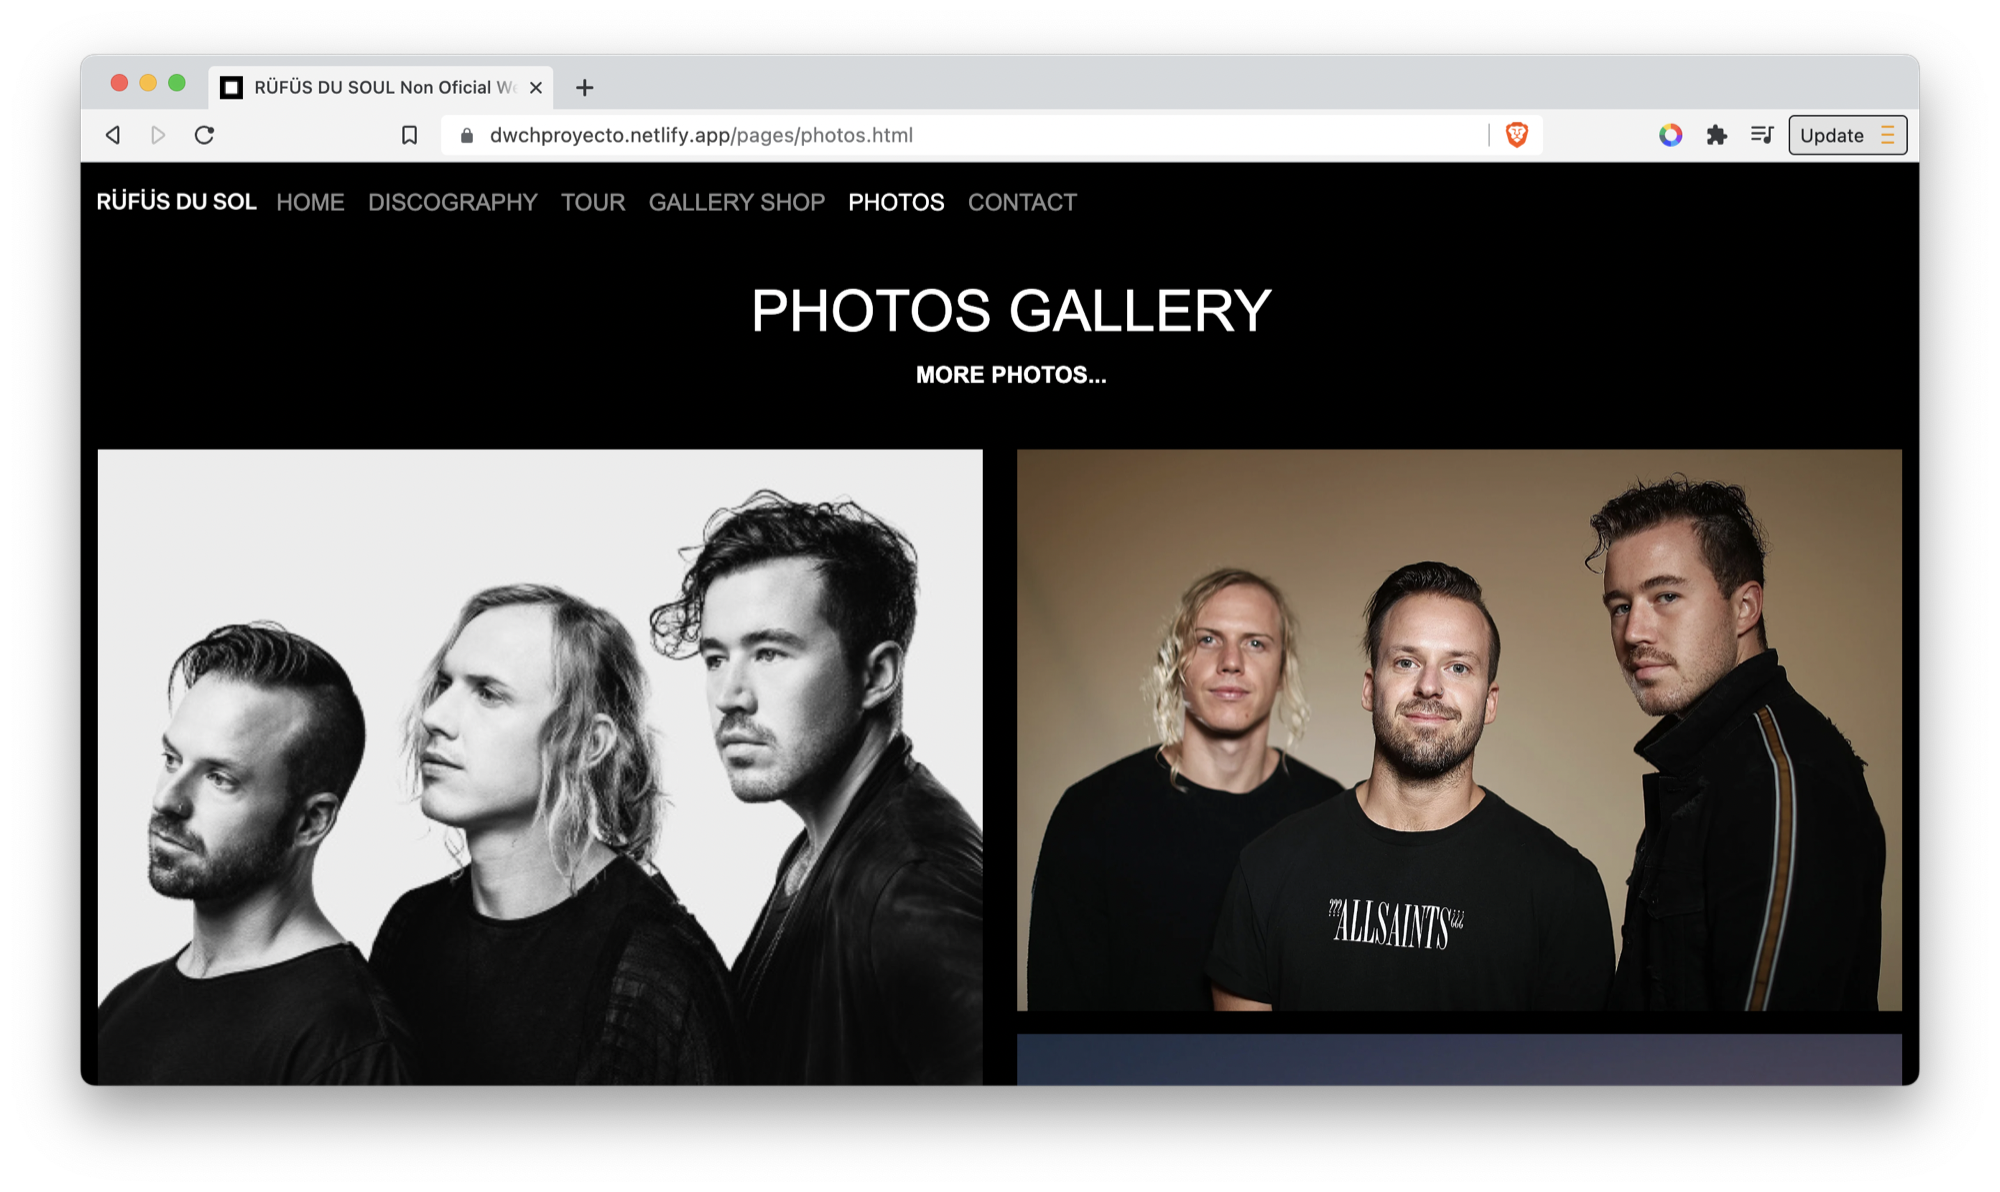 RÜFÜS DU SOUL Non Oficial We
dwchproyecto.netlify.app/pages/photos.html
Update
RÜFÜS DU SOL HOME DISCOGRAPHY TOUR GALLERY SHOP PHOTOS CONTACT
PHOTOS GALLERY
MORE PHOTOS...
???ALLSAINTS¿¿¿